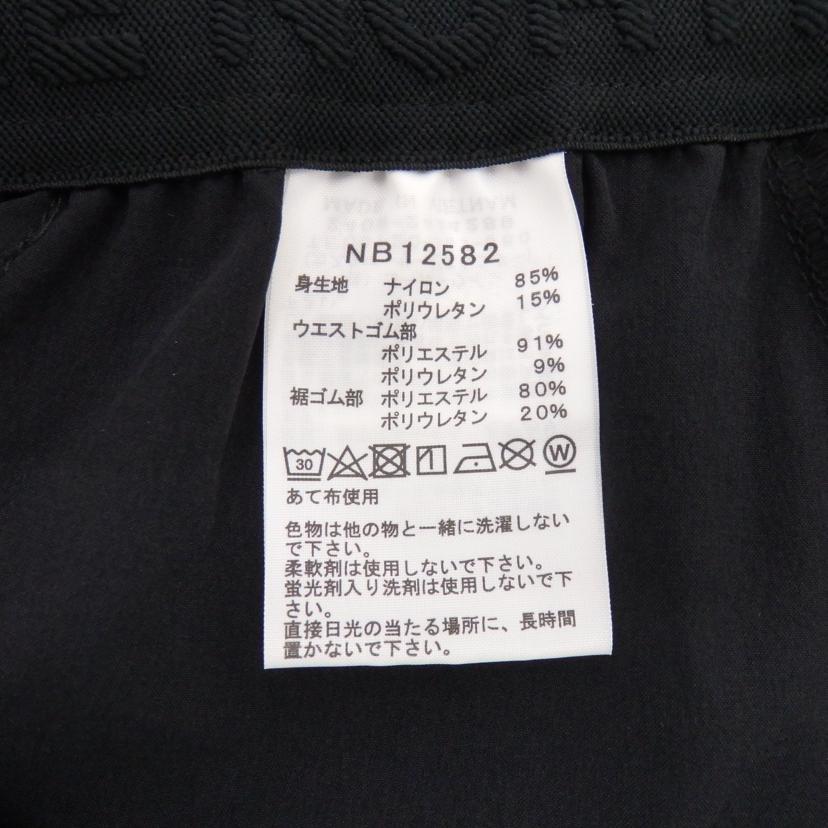 NB12582
身生地 ナイロン 85%
ポリウレタン 15%
ウエストゴム部
ポリエステル 91%
ポリウレタン 9%
裾ゴム部 ポリエステル 80%
ポリウレタン 20%
30 W
あて布使用
色物は他の物と一緒に洗濯しない
で下さい。
柔軟剤は使用しないで下さい。
蛍光剤入り洗剤は使用しないで下
さい。
直接日光の当たる場所に、長時間
置かないで下さい。